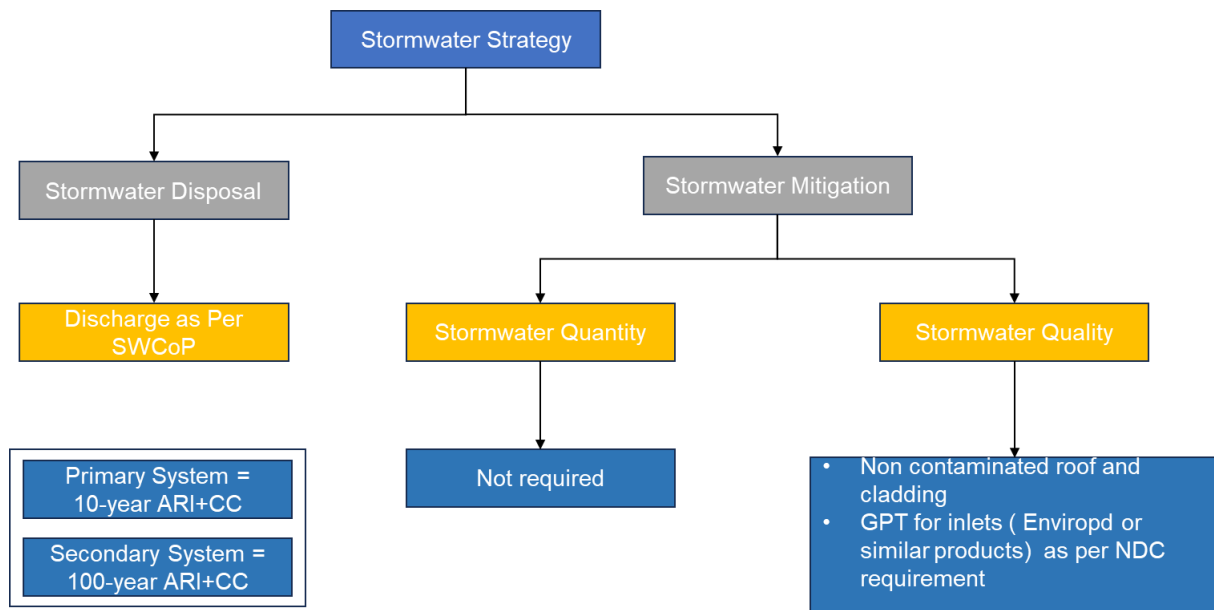 Stormwater Strategy
Stormwater Disposal
Stormwater Mitigation
Discharge as Per
SWCoP
Stormwater Quantity
Stormwater Quality
Primary System =
10-year ARI+CC
Secondary System =
100-year ARI+CC
Not required
• Non contaminated roof and
cladding
• GPT for inlets ( Enviropd or
similar products) as per NDC
requirement